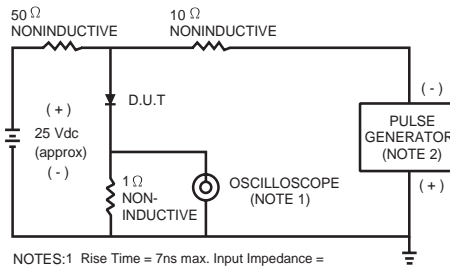 50 Ω
NONINDUCTIVE
10 Ω
NONINDUCTIVE
( + )
25 Vdc
(approx)
( - )
D.U.T
1 Ω
NON-
INDUCTIVE
OSCILLOSCOPE
(NOTE 1)
( - )
PULSE
GENERATOR
(NOTE 2)
( + )
NOTES:1 Rise Time = 7ns max. Input Impedance =